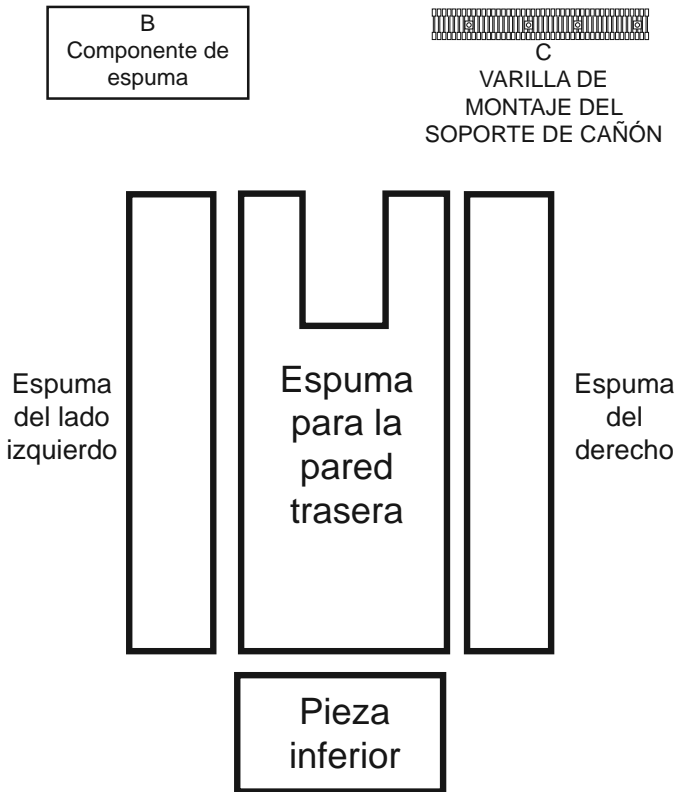 B
Componente de
espuma
C
VARILLA DE
MONTAJE DEL
SOPORTE DE CAÑÓN
Espuma
del lado
izquierdo
Espuma
para la
pared
trasera
Espuma
del
derecho
Pieza
inferior